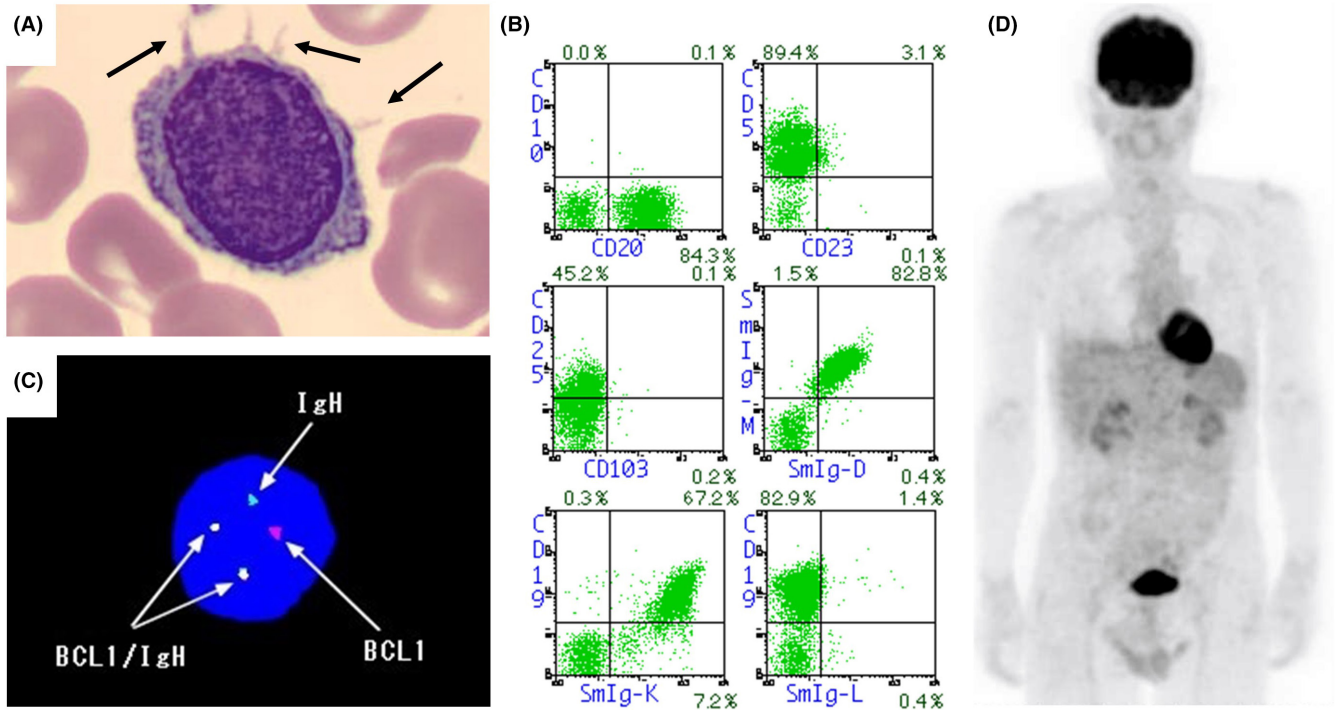 (A)
(B)
(C)
(D)
0.0% 0.1%
CD10
CD20
84.3%
89.4% 3.1%
CD5
CD23
0.1%
45.2% 0.1%
CD25
CD103
0.2%
1.5% 82.8%
SmIg-M
SmIg-D
0.4%
0.3% 67.2%
CD19
SmIg-K
7.2%
82.9% 1.4%
CD19
SmIg-L
0.4%
IgH
BCL1/IgH
BCL1